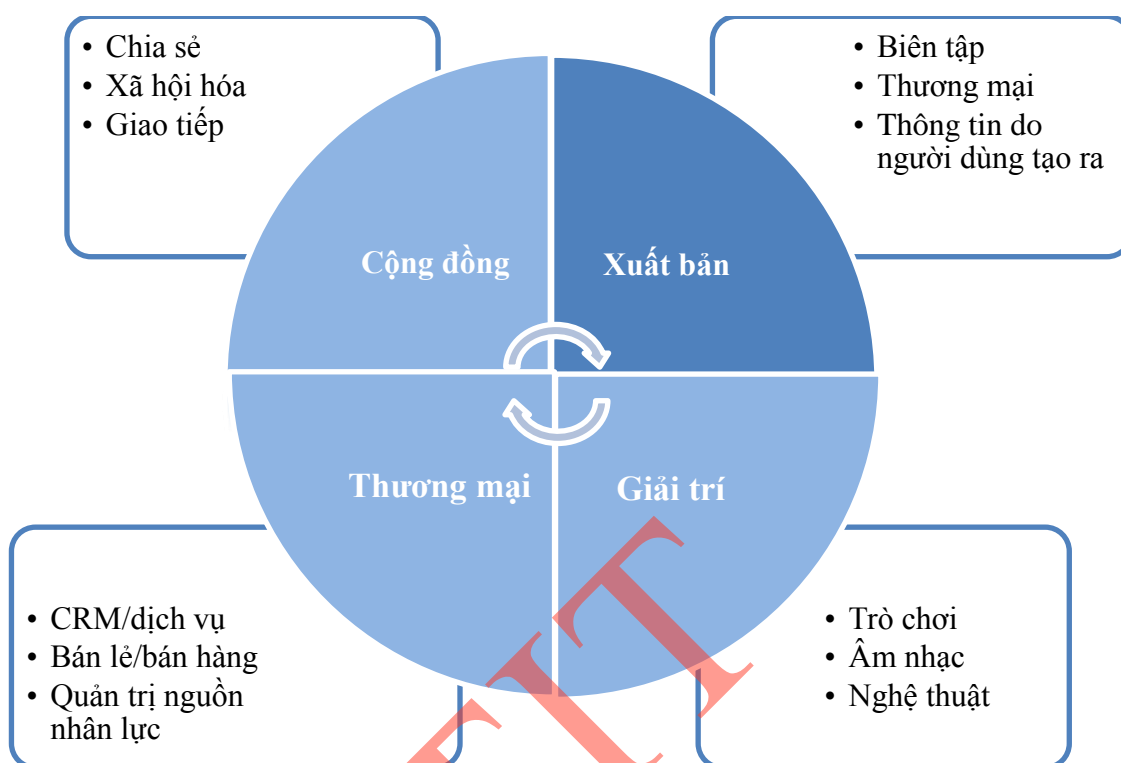 • Chia sẻ
• Xã hội hóa
• Giao tiếp
• Biên tập
• Thương mại
• Thông tin do
người dùng tạo ra
Cộng đồng
Xuất bản
Thương mại
Giải trí
• CRM/dịch vụ
• Bán lẻ/bán hàng
• Quản trị nguồn
nhân lực
• Trò chơi
• Âm nhạc
• Nghệ thuật